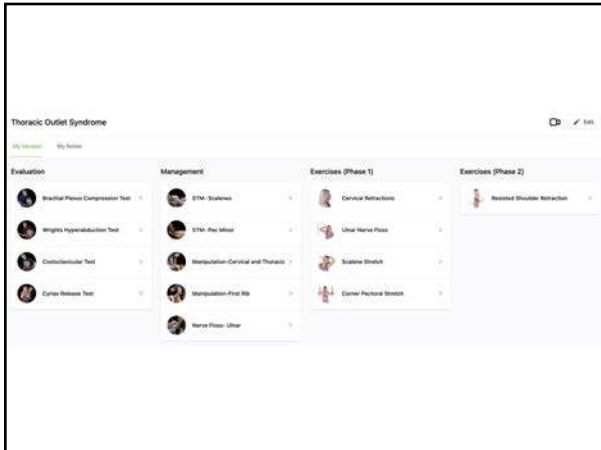 Thoracic Outlet Syndrome
Edit
My Version
My Notes
Evaluation
Brachial Plexus Compression Test
Wrights Hyperabduction Test
Costoclavicular Test
Cyriax Release Test
Management
STM- Scalenes
STM- Pec Minor
Manipulation-Cervical and Thoracic
Manipulation-First Rib
Nerve Floss- Ulnar
Exercises (Phase 1)
Cervical Retractions
Ulnar Nerve Floss
Scalene Stretch
Corner Pectoral Stretch
Exercises (Phase 2)
Resisted Shoulder Retraction